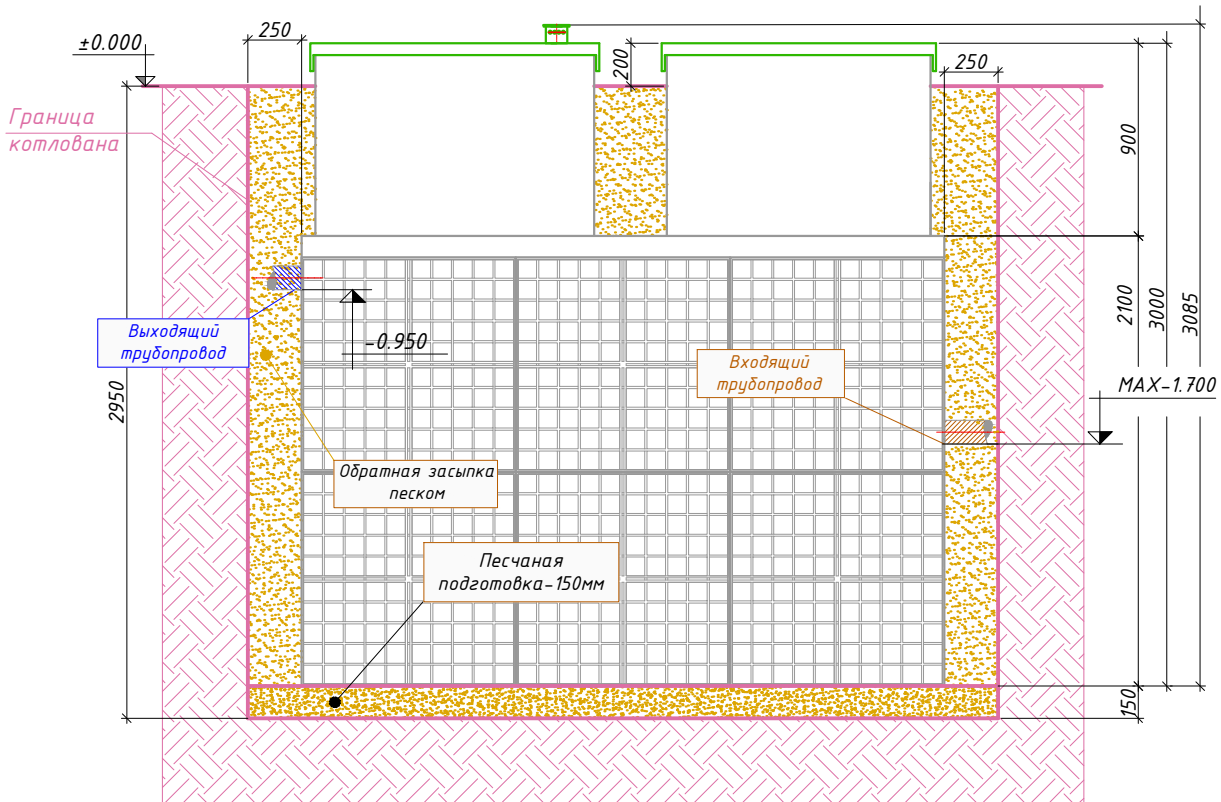 ±0.000
250
200
250
Граница
котлована
900
2100
3000
3085
Выходящий
трубопровод
-0.950
Входящий
трубопровод
MAX-1.700
2950
Обратная засыпка
песком
Песчаная
подготовка-150мм
150